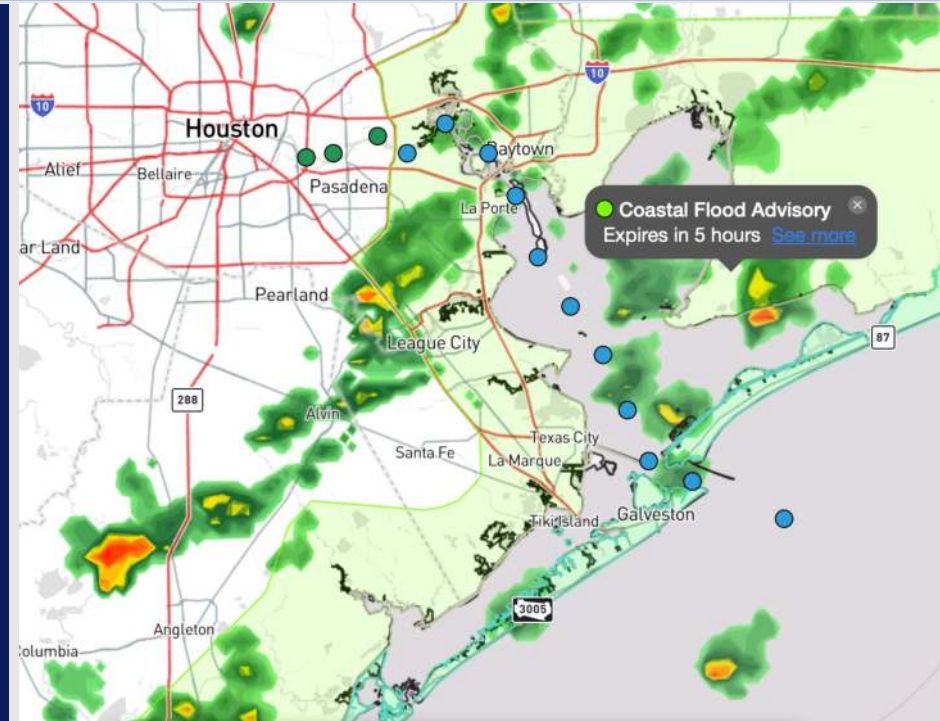 10
10
Houston
Alief
Bellaire
Pasadena
Baytown
La Porte
Coastal Flood Advisory
Expires in 5 hours See more
ar Land
Pearland
League City
87
288
Alvin
Santa Fe
Texas City
La Marque
Tiki Island
Galveston
3005
Angleton
Columbia